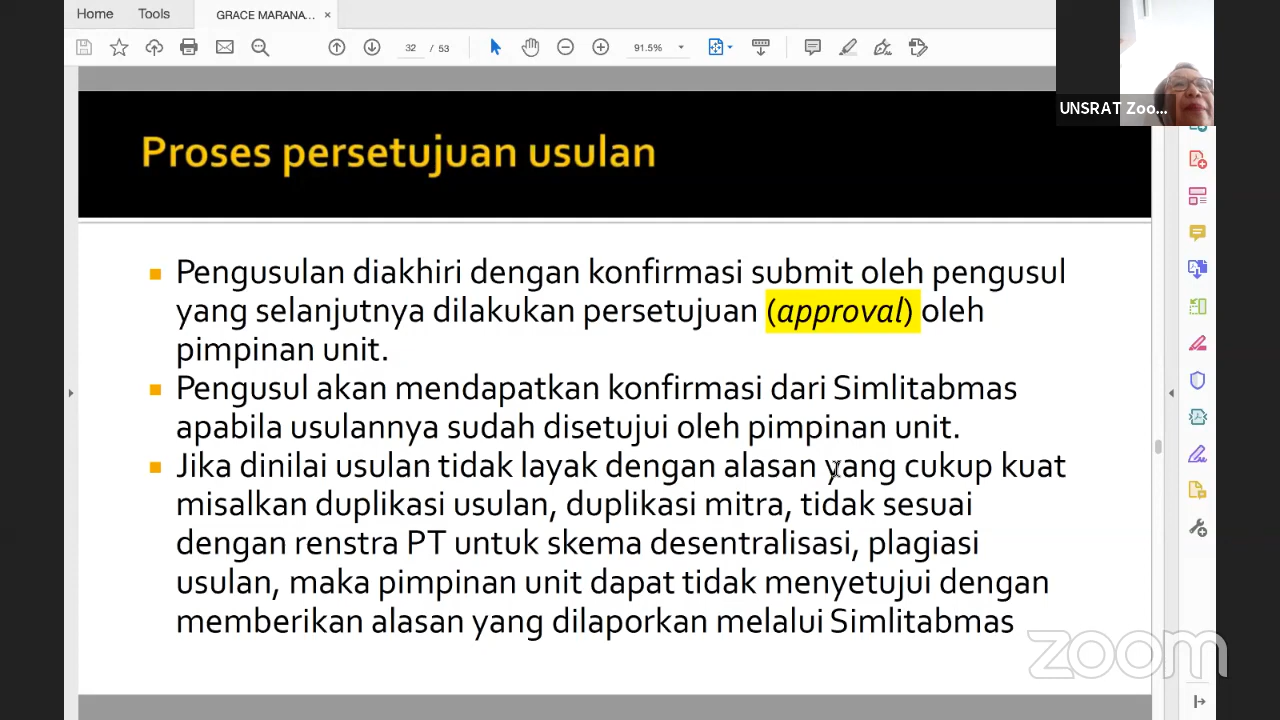 Home Tools GRACE MARANA... ×
32 / 53 91.5%
UNSRAT Zoo...
Proses persetujuan usulan
Pengusulan diakhiri dengan konfirmasi submit oleh pengusul
yang selanjutnya dilakukan persetujuan (approval) oleh
pimpinan unit.
Pengusul akan mendapatkan konfirmasi dari Simlitabmas
apabila usulannya sudah disetujui oleh pimpinan unit.
Jika dinilai usulan tidak layak dengan alasan yang cukup kuat
misalkan duplikasi usulan, duplikasi mitra, tidak sesuai
dengan renstra PT untuk skema desentralisasi, plagiasi
usulan, maka pimpinan unit dapat tidak menyetujui dengan
memberikan alasan yang dilaporkan melalui Simlitabmas
zoom